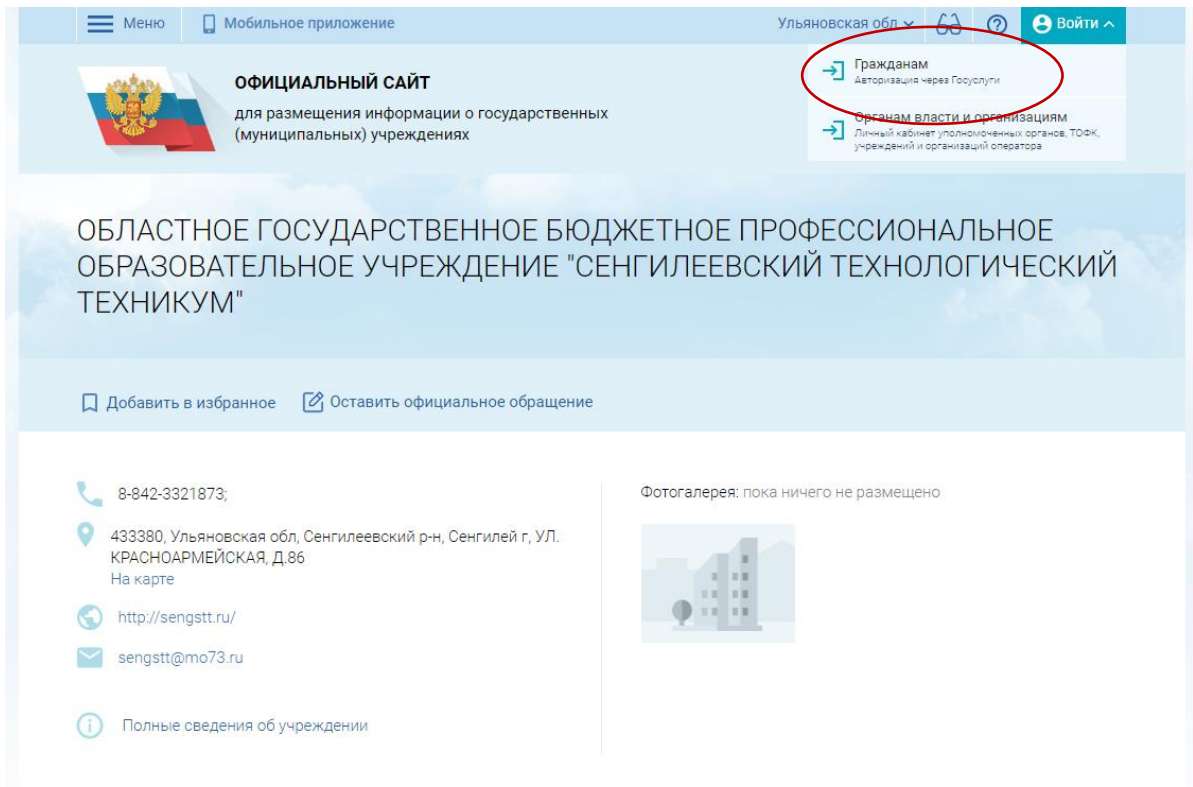 Меню
Мобильное приложение
Ульяновская обл
Войти
Гражданам
Авторизация через Госуслуги
Органам власти и организациям
Личный кабинет уполномоченных органов, ТОФК,
учреждений и организаций оператора
ОФИЦИАЛЬНЫЙ САЙТ
для размещения информации о государственных
(муниципальных) учреждениях
ОБЛАСТНОЕ ГОСУДАРСТВЕННОЕ БЮДЖЕТНОЕ ПРОФЕССИОНАЛЬНОЕ
ОБРАЗОВАТЕЛЬНОЕ УЧРЕЖДЕНИЕ "СЕНГИЛЕЕВСКИЙ ТЕХНОЛОГИЧЕСКИЙ
ТЕХНИКУМ"
Добавить в избранное
Оставить официальное обращение
8-842-3321873;
433380, Ульяновская обл, Сенгилеевский р-н, Сенгилей г, УЛ.
КРАСНОАРМЕЙСКАЯ, Д.86
На карте
http://sengstt.ru/
sengstt@mo73.ru
Полные сведения об учреждении
Фотогалерея: пока ничего не размещено